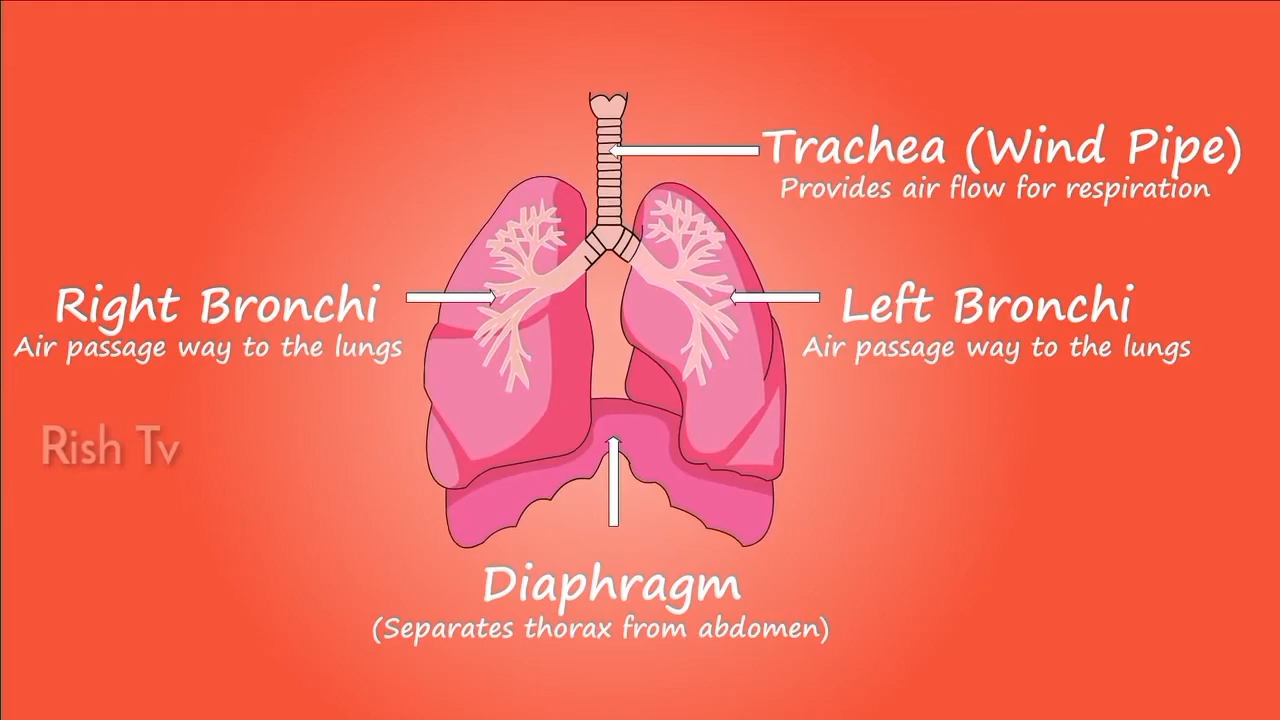 Trachea (Wind Pipe)
Provides air flow for respiration
Right Bronchi
Air passage way to the lungs
Left Bronchi
Air passage way to the lungs
Rish Tv
Diaphragm
(Separates thorax from abdomen)